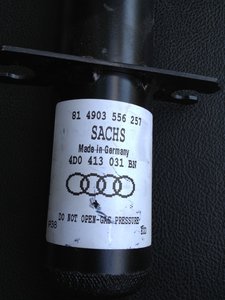 81 4903 556 257
SACHS
Made in Germany
4D0 413 031 BN
DO NOT OPEN-GAS PRESSURE